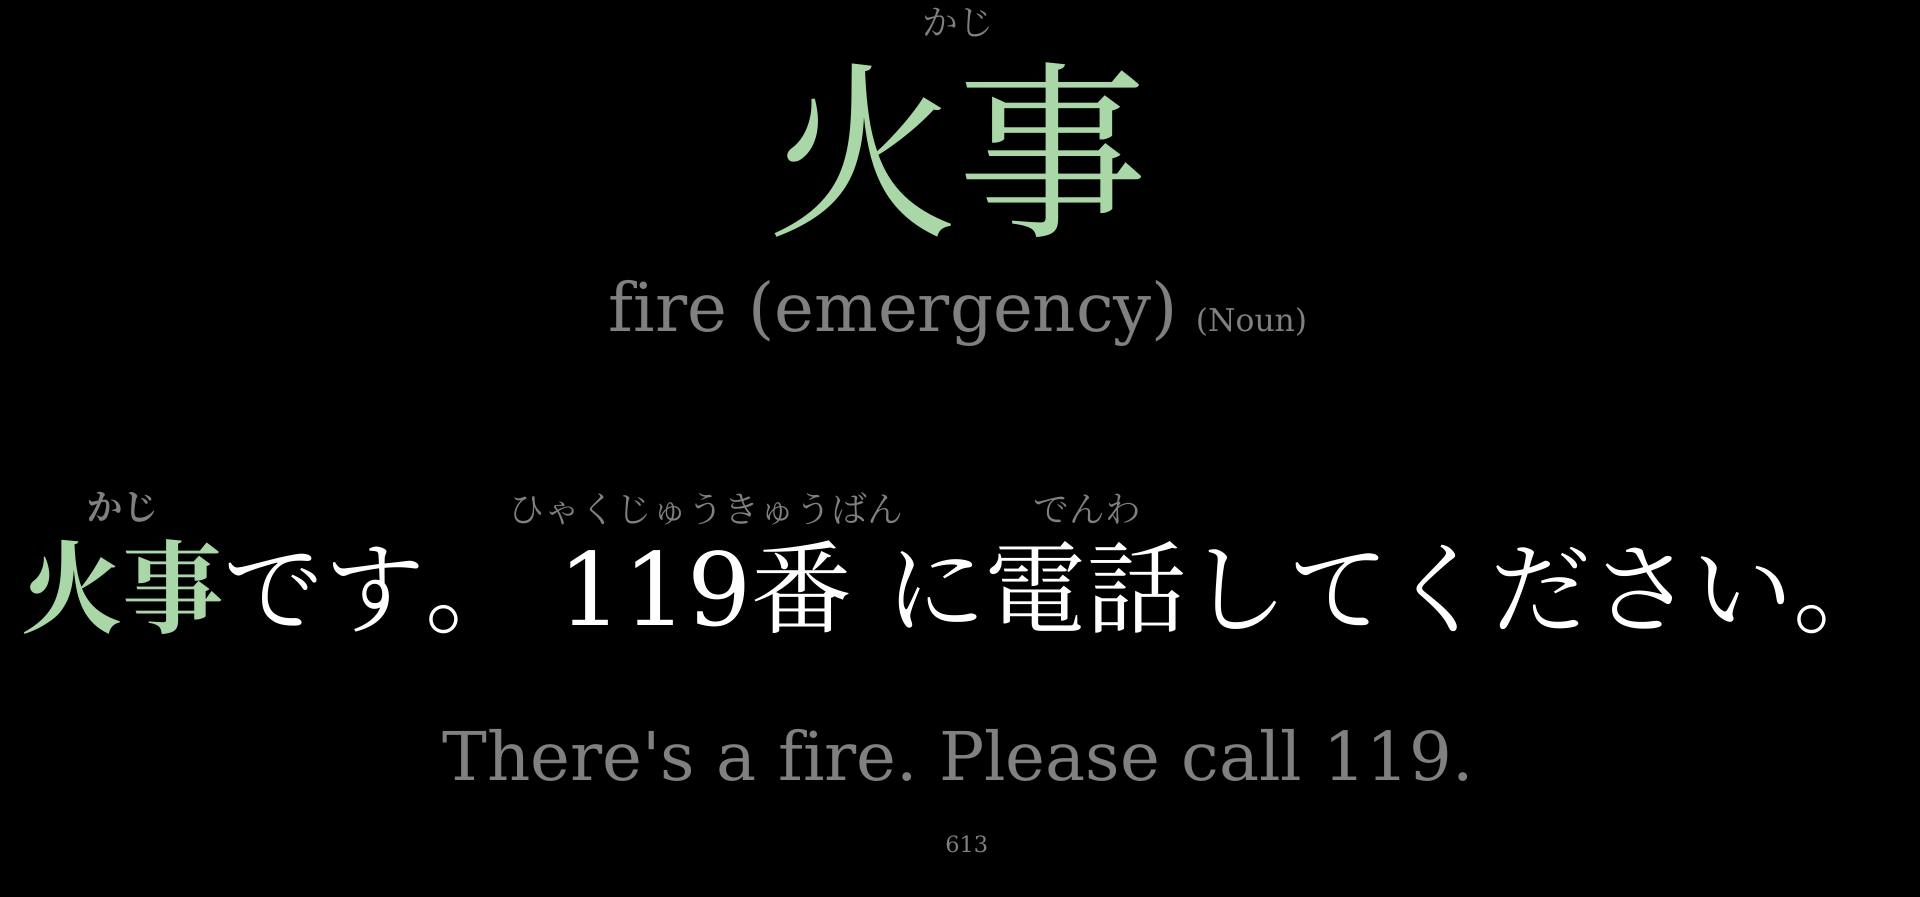 かじ
火事
fire (emergency) (Noun)
かじ ひゃくじゅうきゅうばん でんわ
火事です。 119番 に電話してください。
There's a fire. Please call 119.
613